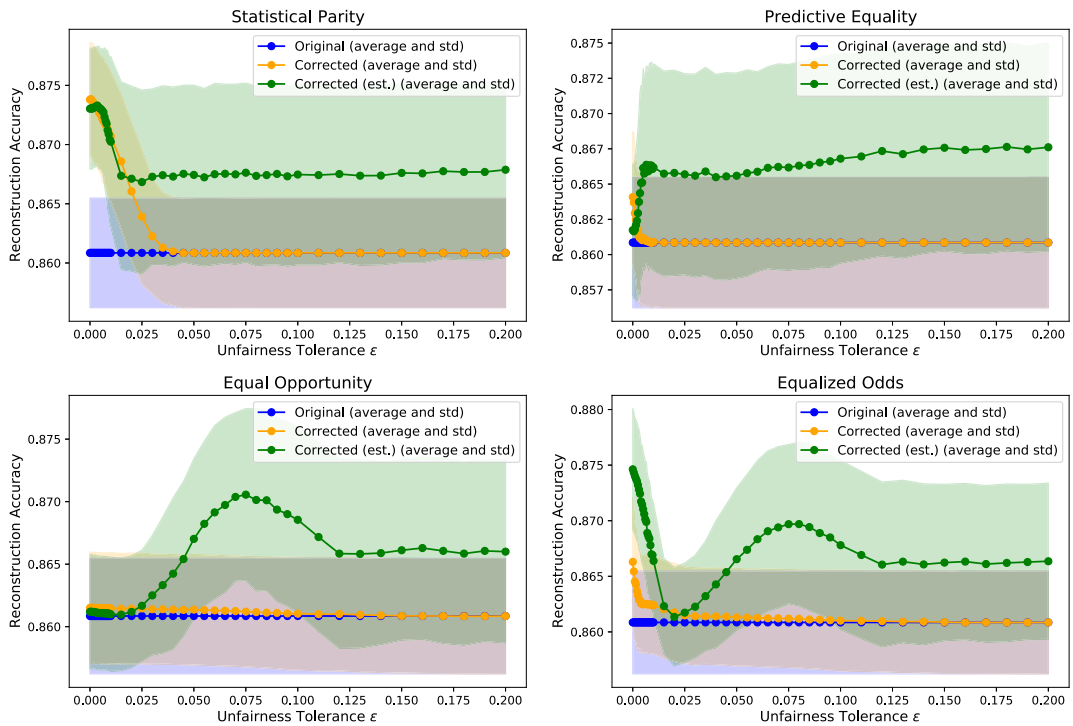 Statistical Parity
Reconstruction Accuracy
0.875
0.870
0.865
0.860
Original (average and std)
Corrected (average and std)
Corrected (est.) (average and std)
0.000 0.025 0.050 0.075 0.100 0.125 0.150 0.175 0.200
Unfairness Tolerance ε
Predictive Equality
Reconstruction Accuracy
0.875
0.872
0.870
0.867
0.865
0.862
0.860
0.857
Original (average and std)
Corrected (average and std)
Corrected (est.) (average and std)
0.000 0.025 0.050 0.075 0.100 0.125 0.150 0.175 0.200
Unfairness Tolerance ε
Equal Opportunity
Reconstruction Accuracy
0.875
0.870
0.865
0.860
Original (average and std)
Corrected (average and std)
Corrected (est.) (average and std)
0.000 0.025 0.050 0.075 0.100 0.125 0.150 0.175 0.200
Unfairness Tolerance ε
Equalized Odds
Reconstruction Accuracy
0.880
0.875
0.870
0.865
0.860
Original (average and std)
Corrected (average and std)
Corrected (est.) (average and std)
0.000 0.025 0.050 0.075 0.100 0.125 0.150 0.175 0.200
Unfairness Tolerance ε